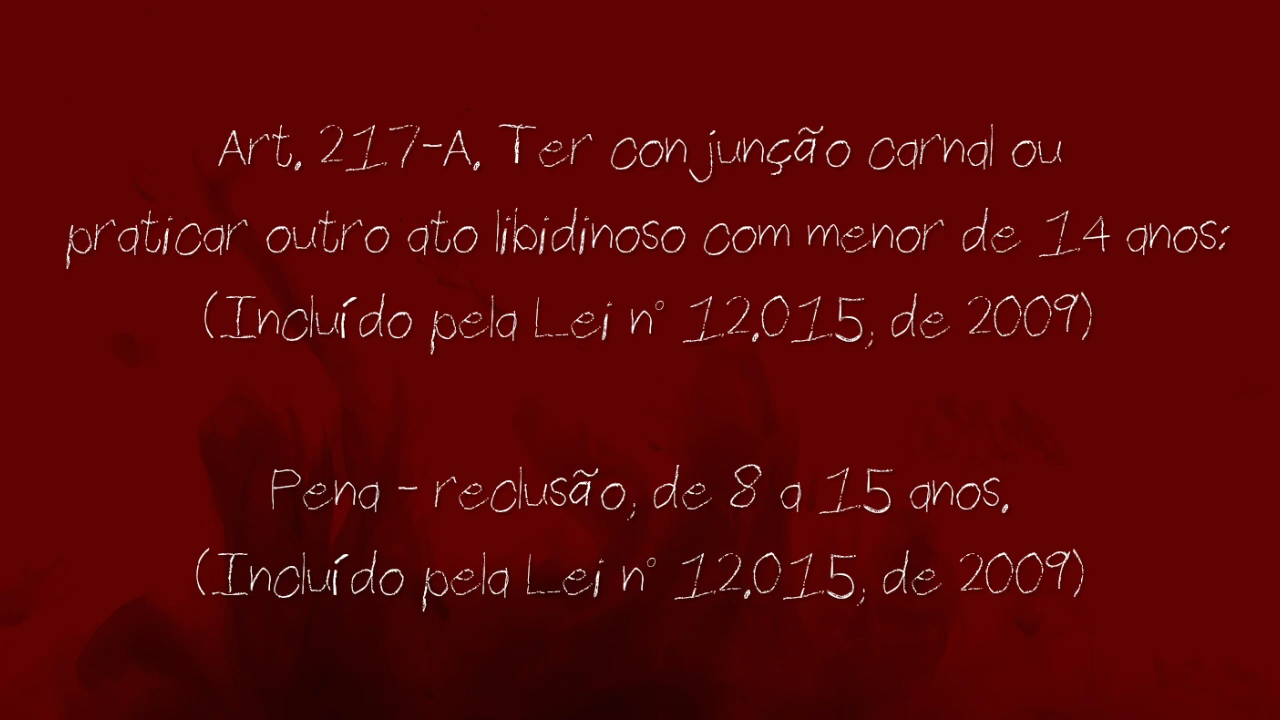 Art. 217-A. Ter conjunção carnal ou
praticar outro ato libidinoso com menor de 14 anos:
(Incluído pela Lei nº 12.015, de 2009)
Pena - reclusão, de 8 a 15 anos.
(Incluído pela Lei nº 12.015, de 2009)